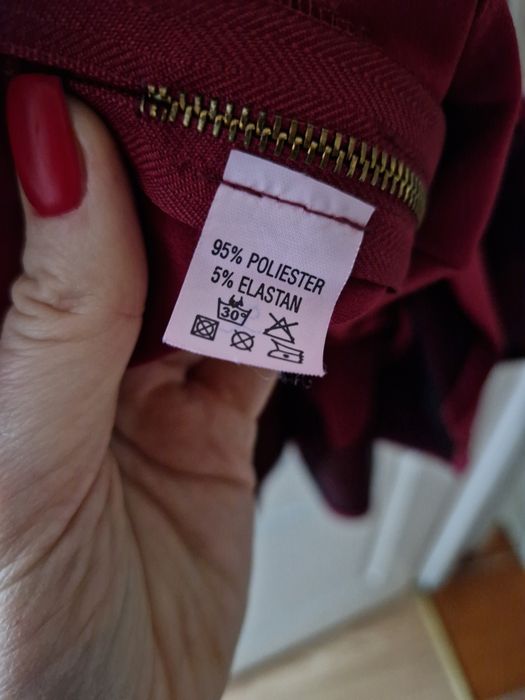 95% POLIESTER
5% ELASTAN
30°